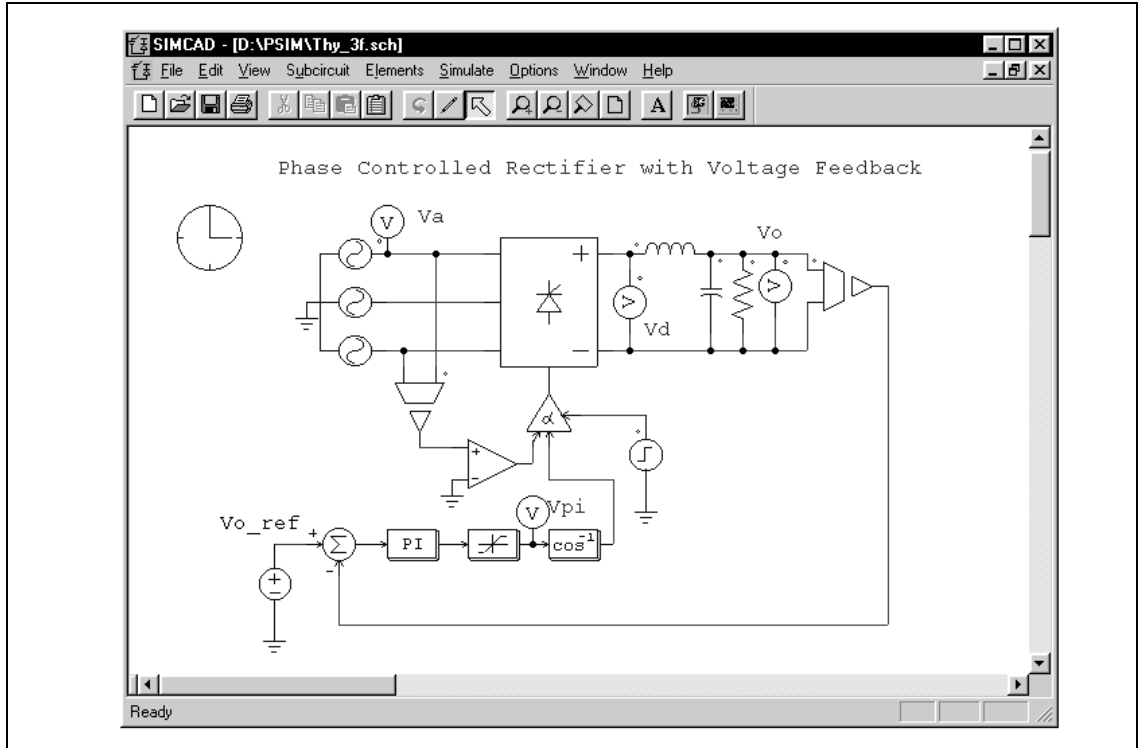 SIMCAD - [D:\PSIM\Thy_3f.sch]
File Edit View Subcircuit Elements Simulate Options Window Help
A
Phase Controlled Rectifier with Voltage Feedback
V Va
Vo
+
V
V
Vd
−
α
+
−
Vo_ref
+
Σ
-
PI
V Vpi
cos-1
+
−
Ready